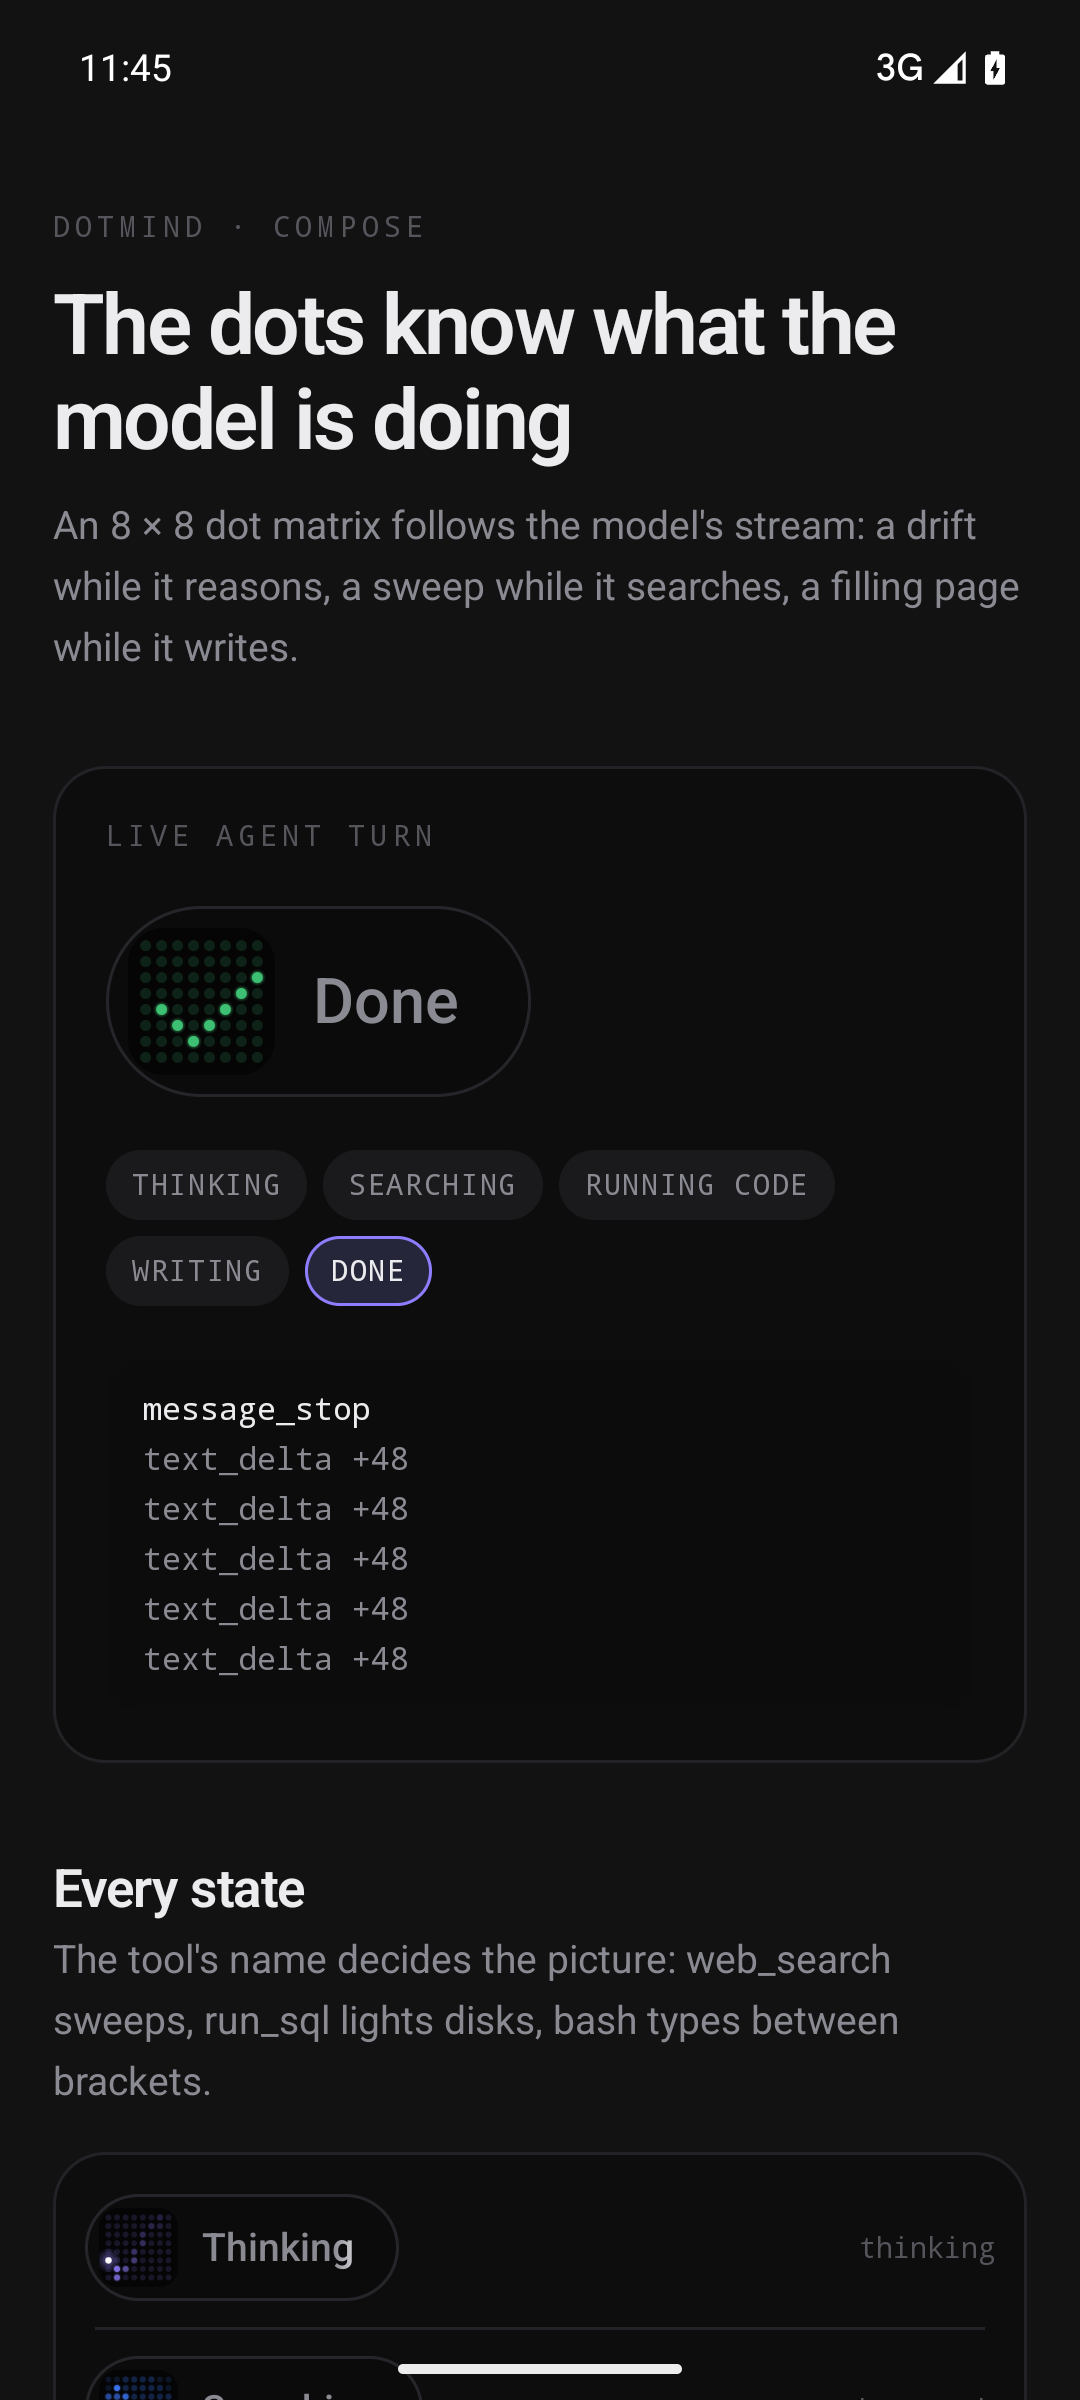 11:45
3G
DOTMIND · COMPOSE
The dots know what the
model is doing
An 8 × 8 dot matrix follows the model's stream: a drift
while it reasons, a sweep while it searches, a filling page
while it writes.
LIVE AGENT TURN
Done
THINKING SEARCHING RUNNING CODE
WRITING DONE
message_stop
text_delta +48
text_delta +48
text_delta +48
text_delta +48
text_delta +48
Every state
The tool's name decides the picture: web_search
sweeps, run_sql lights disks, bash types between
brackets.
Thinking thinking